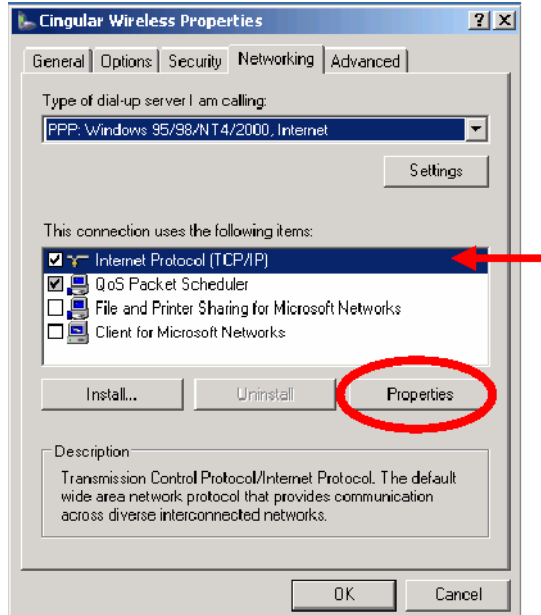 Cingular Wireless Properties
General Options Security Networking Advanced
Type of dial-up server I am calling:
PPP: Windows 95/98/NT4/2000, Internet
Settings
This connection uses the following items:
Internet Protocol (TCP/IP)
QoS Packet Scheduler
File and Printer Sharing for Microsoft Networks
Client for Microsoft Networks
Install... Uninstall Properties
Description
Transmission Control Protocol/Internet Protocol. The default
wide area network protocol that provides communication
across diverse interconnected networks.
OK Cancel